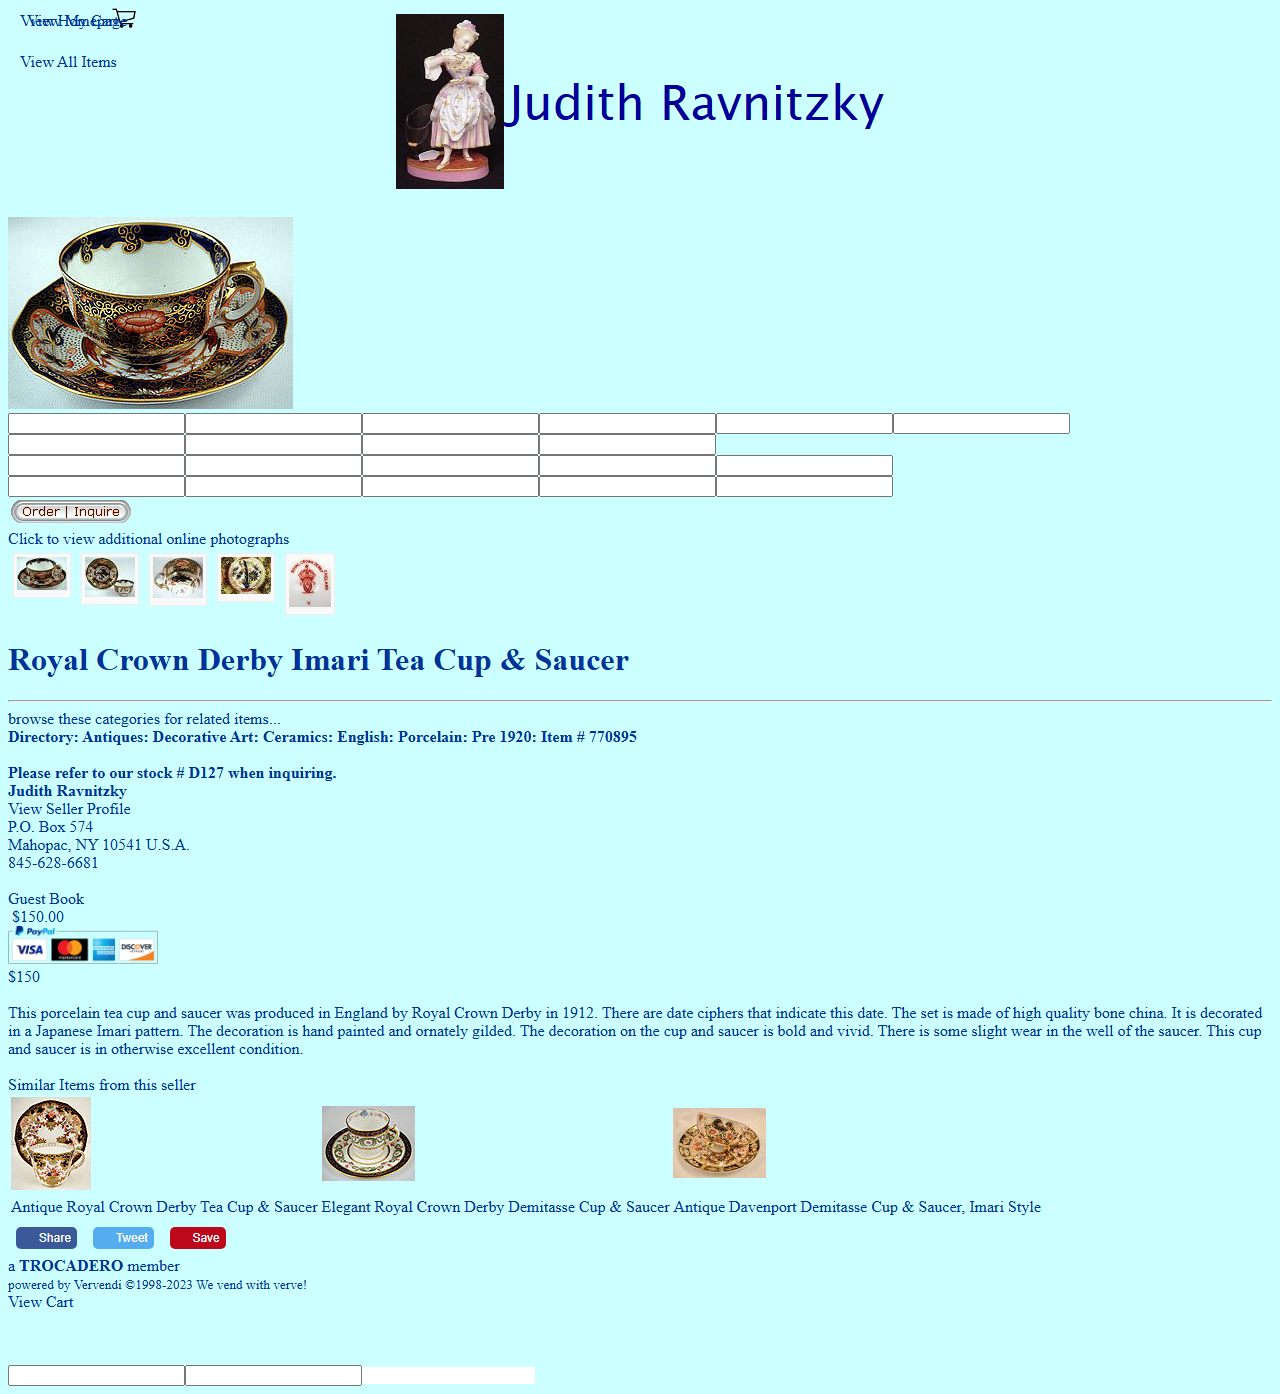 View Homepage
View My Cart
View All Items
Judith Ravnitzky
Order | Inquire
Click to view additional online photographs
Royal Crown Derby Imari Tea Cup & Saucer
browse these categories for related items...
Directory: Antiques: Decorative Art: Ceramics: English: Porcelain: Pre 1920: Item # 770895
Please refer to our stock # D127 when inquiring.
Judith Ravnitzky
View Seller Profile
P.O. Box 574
Mahopac, NY 10541 U.S.A.
845-628-6681
Guest Book
$150.00
PayPal
VISA mastercard AMERICAN EXPRESS DISCOVER
$150
This porcelain tea cup and saucer was produced in England by Royal Crown Derby in 1912. There are date ciphers that indicate this date. The set is made of high quality bone china. It is decorated
in a Japanese Imari pattern. The decoration is hand painted and ornately gilded. The decoration on the cup and saucer is bold and vivid. There is some slight wear in the well of the saucer. This cup
and saucer is in otherwise excellent condition.
Similar Items from this seller
Antique Royal Crown Derby Tea Cup & Saucer Elegant Royal Crown Derby Demitasse Cup & Saucer Antique Davenport Demitasse Cup & Saucer, Imari Style
Share Tweet Save
a TROCADERO member
powered by Vervendi ©1998-2023 We vend with verve!
View Cart